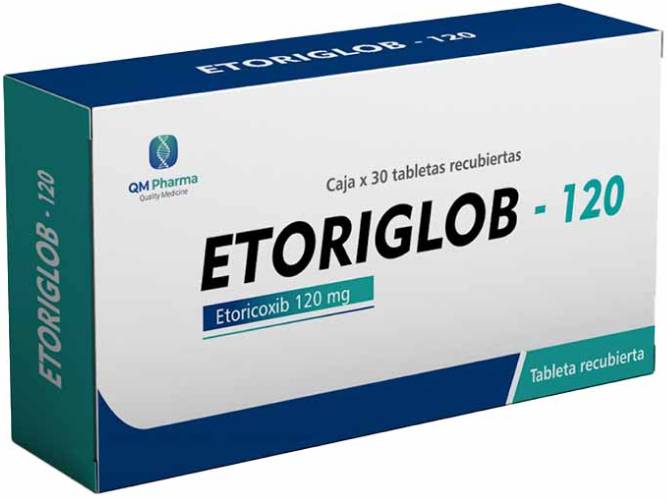 ETORIGLOB - 120
QM Pharma
Quality Medicine
Caja x 30 tabletas recubiertas
ETORIGLOB - 120
Etoricoxib 120 mg
Tableta recubierta
ETORIGLOB - 120